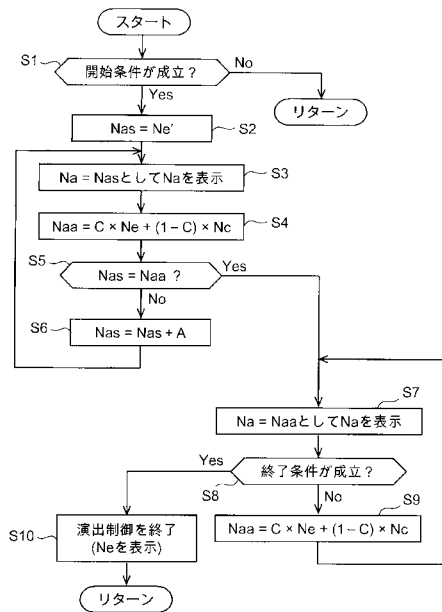 スタート
S1
開始条件が成立？
No
リターン
Yes
Nas = Ne'
S2
Na = NasとしてNaを表示
S3
Naa = C × Ne + (1 − C) × Nc
S4
S5
Nas = Naa ?
Yes
No
S6
Nas = Nas + A
S7
Na = NaaとしてNaを表示
Yes
終了条件が成立？
S8
No
S9
S10
演出制御を終了
(Neを表示)
Naa = C × Ne + (1 − C) × Nc
リターン